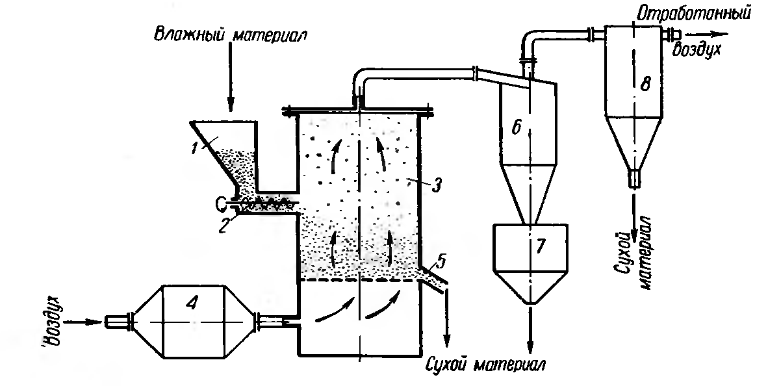 Отработанный
воздух
Влажный материал
1
2
3
4
5
6
7
8
Воздух
Сухой материал
Сухой
материал